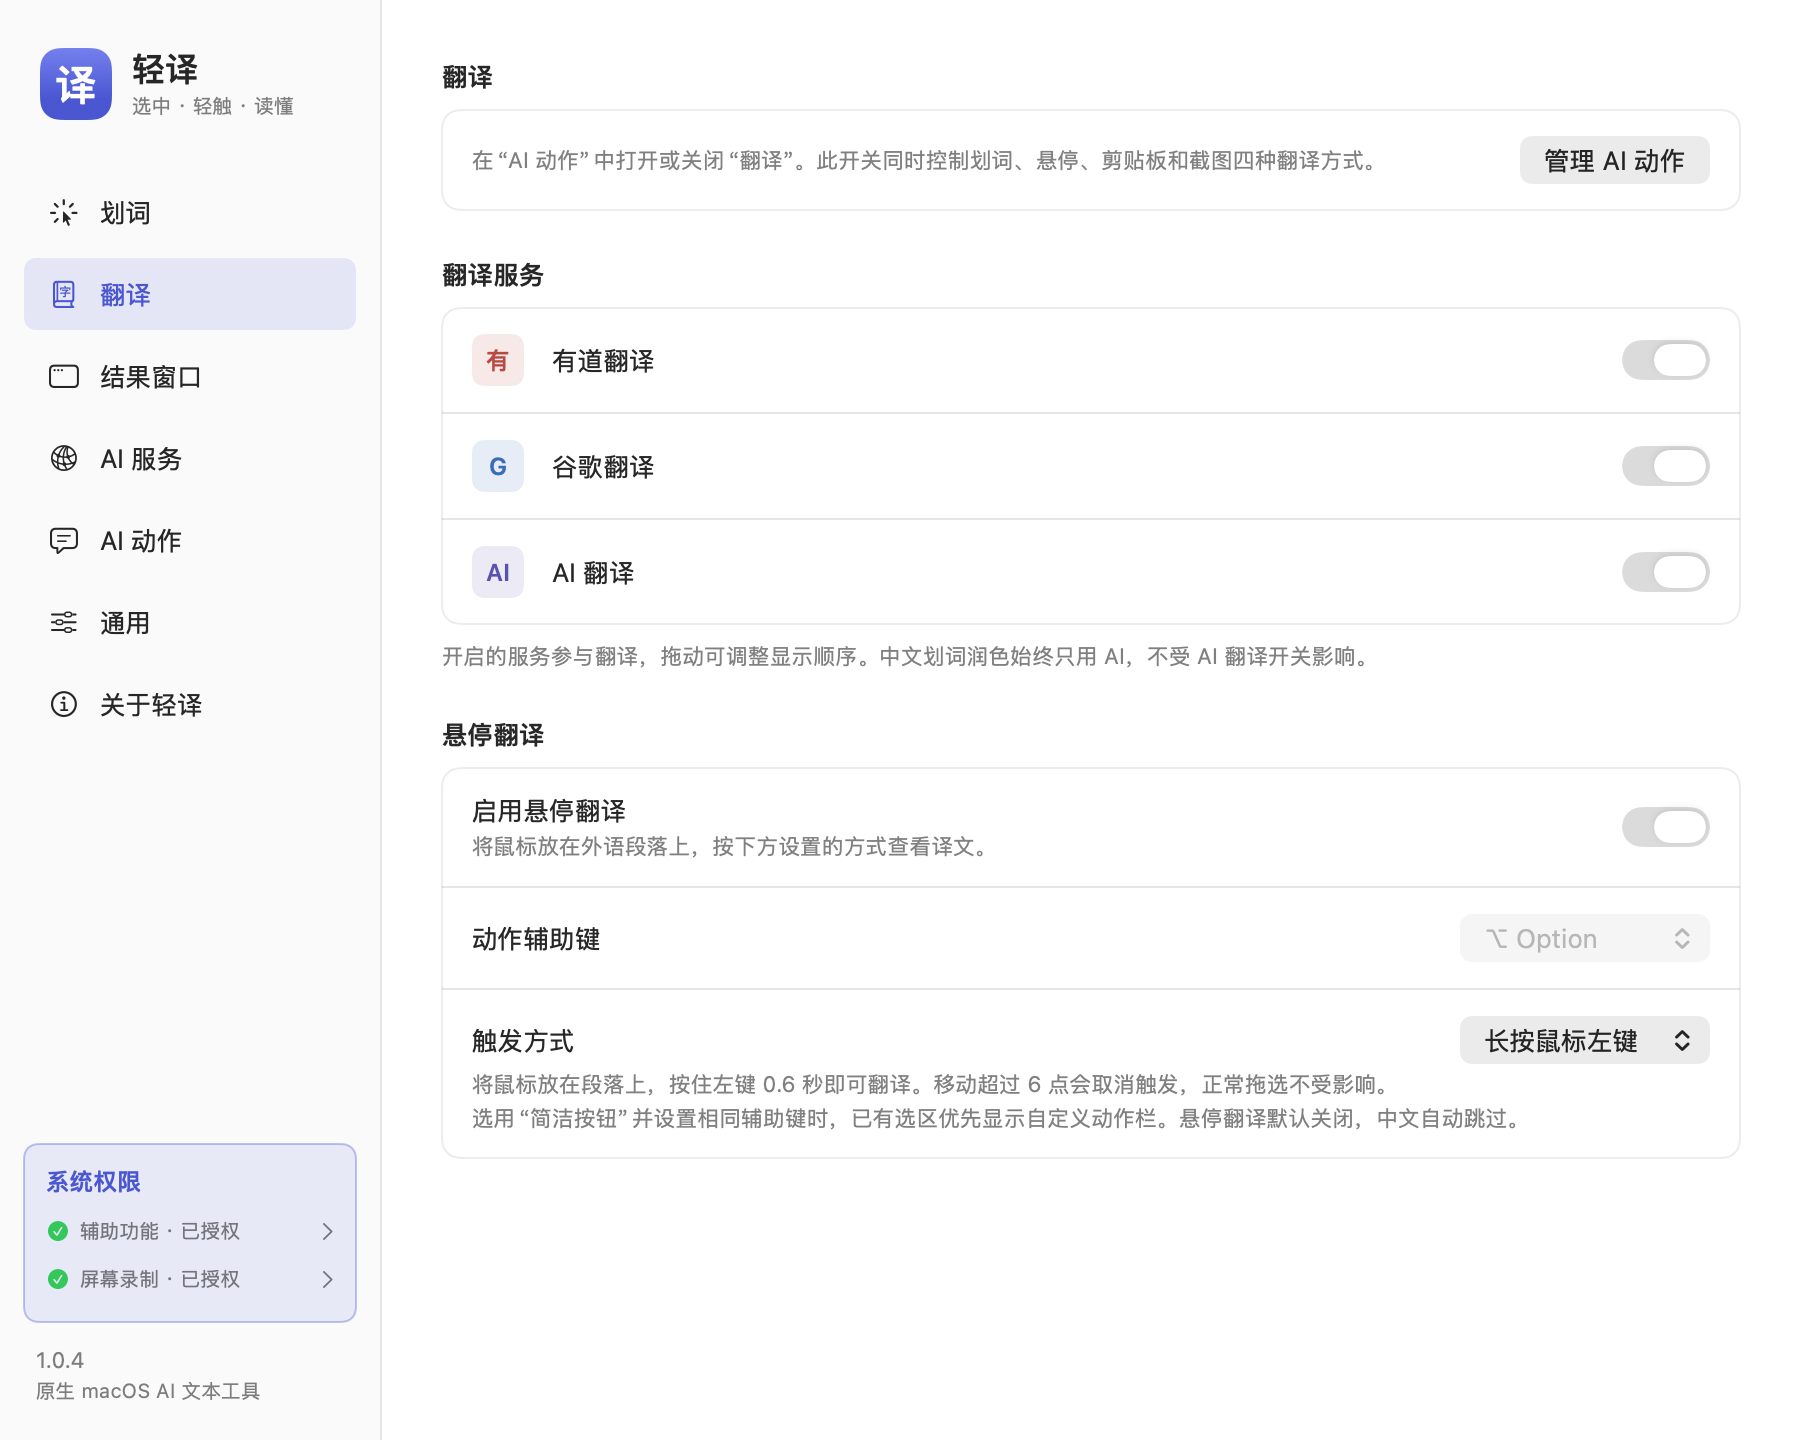 译
轻译
选中 · 轻触 · 读懂
划词
字
翻译
结果窗口
AI 服务
AI 动作
通用
关于轻译
系统权限
辅助功能 · 已授权
屏幕录制 · 已授权
1.0.4
原生 macOS AI 文本工具
翻译
在 “AI 动作” 中打开或关闭 “翻译”。此开关同时控制划词、悬停、剪贴板和截图四种翻译方式。
管理 AI 动作
翻译服务
有
有道翻译
G
谷歌翻译
AI
AI 翻译
开启的服务参与翻译，拖动可调整显示顺序。中文划词润色始终只用 AI，不受 AI 翻译开关影响。
悬停翻译
启用悬停翻译
将鼠标放在外语段落上，按下方设置的方式查看译文。
动作辅助键
⌥ Option
触发方式
长按鼠标左键
将鼠标放在段落上，按住左键 0.6 秒即可翻译。移动超过 6 点会取消触发，正常拖选不受影响。
选用 “简洁按钮” 并设置相同辅助键时，已有选区优先显示自定义动作栏。悬停翻译默认关闭，中文自动跳过。